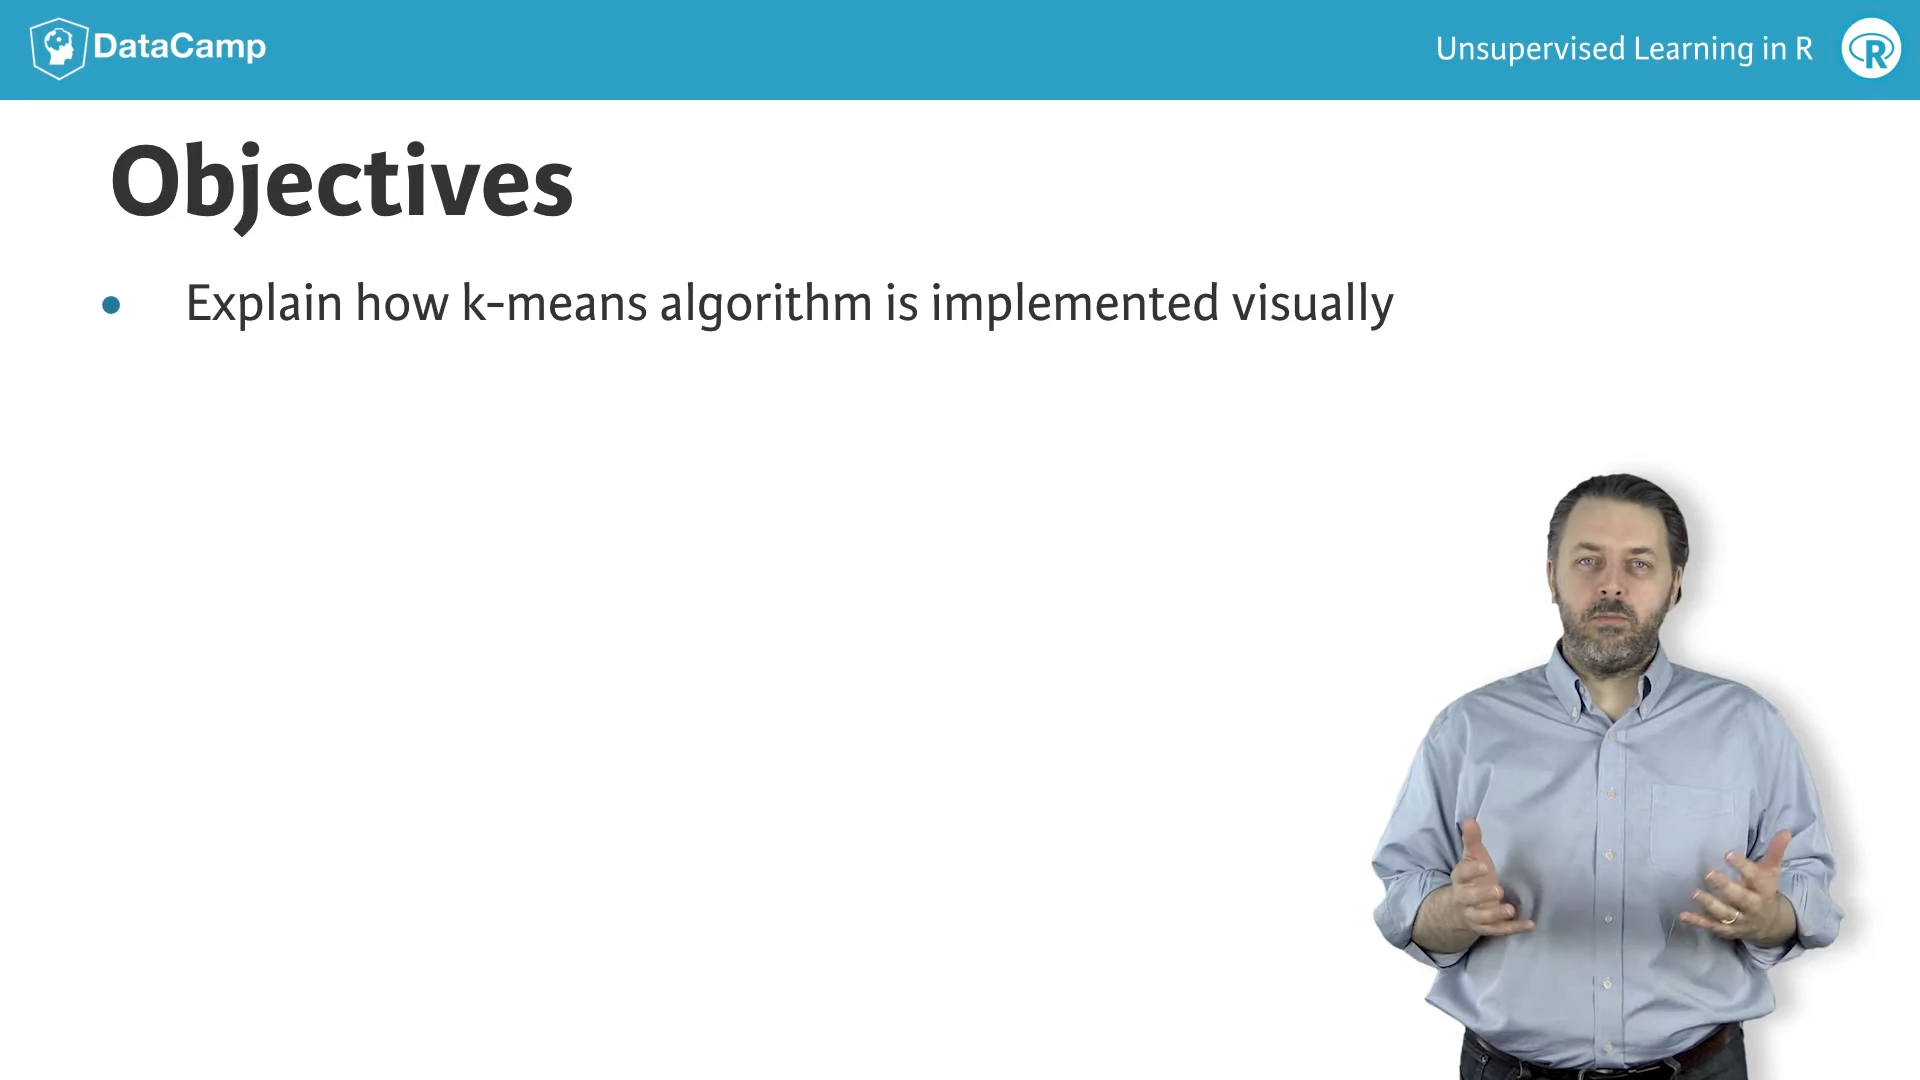 DataCamp
Unsupervised Learning in R
R
Objectives
• Explain how k-means algorithm is implemented visually